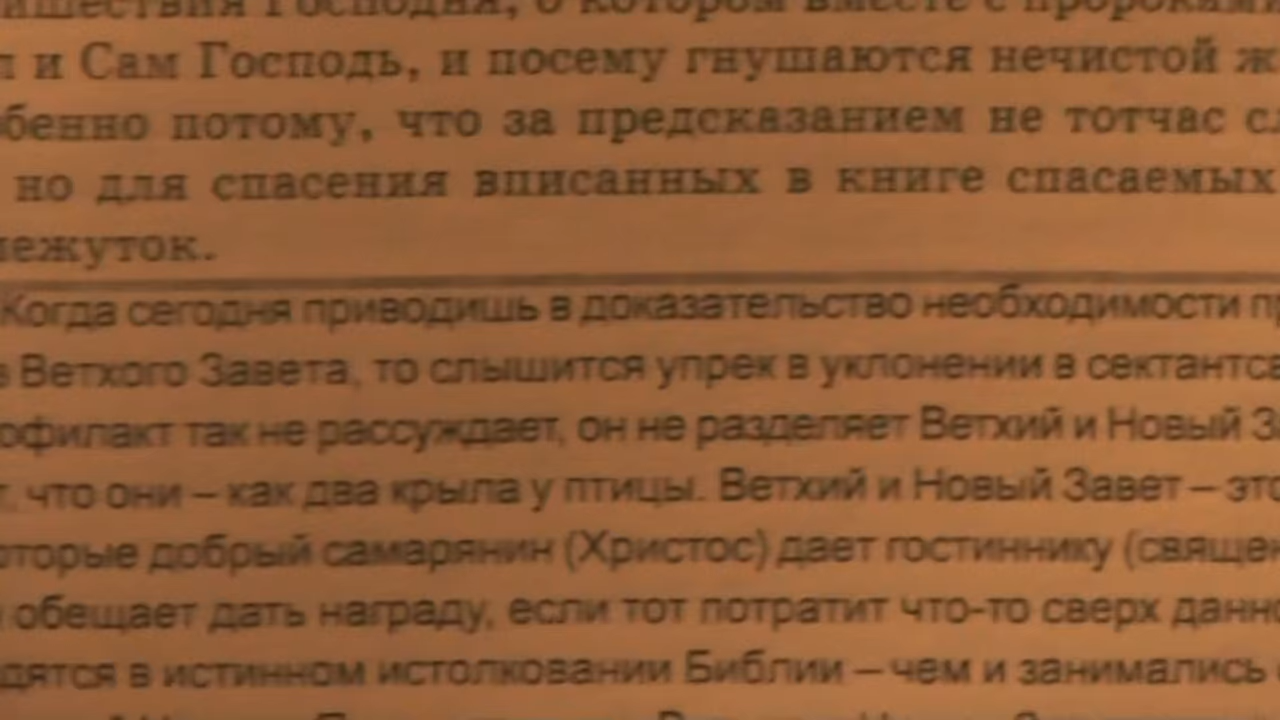 ишествия Господня, о котором вместе с пророками
л и Сам Господь, и посему гнушаются нечистой ж
бенно потому, что за предсказанием не тотчас сл
но для спасения вписанных в книге спасаемых
межуток.
Когда сегодня приводишь в доказательство необходимости пр
в Ветхого Завета, то слышится упрек в уклонении в сектантс
офилакт так не рассуждает, он не разделяет Ветхий и Новый З
т, что они – как два крыла у птицы. Ветхий и Новый Завет – это
оторые добрый самарянин (Христос) дает гостиннику (священ
и обещает дать награду, если тот потратит что-то сверх данно
дятся в истинном истолковании Библии – чем и занимались